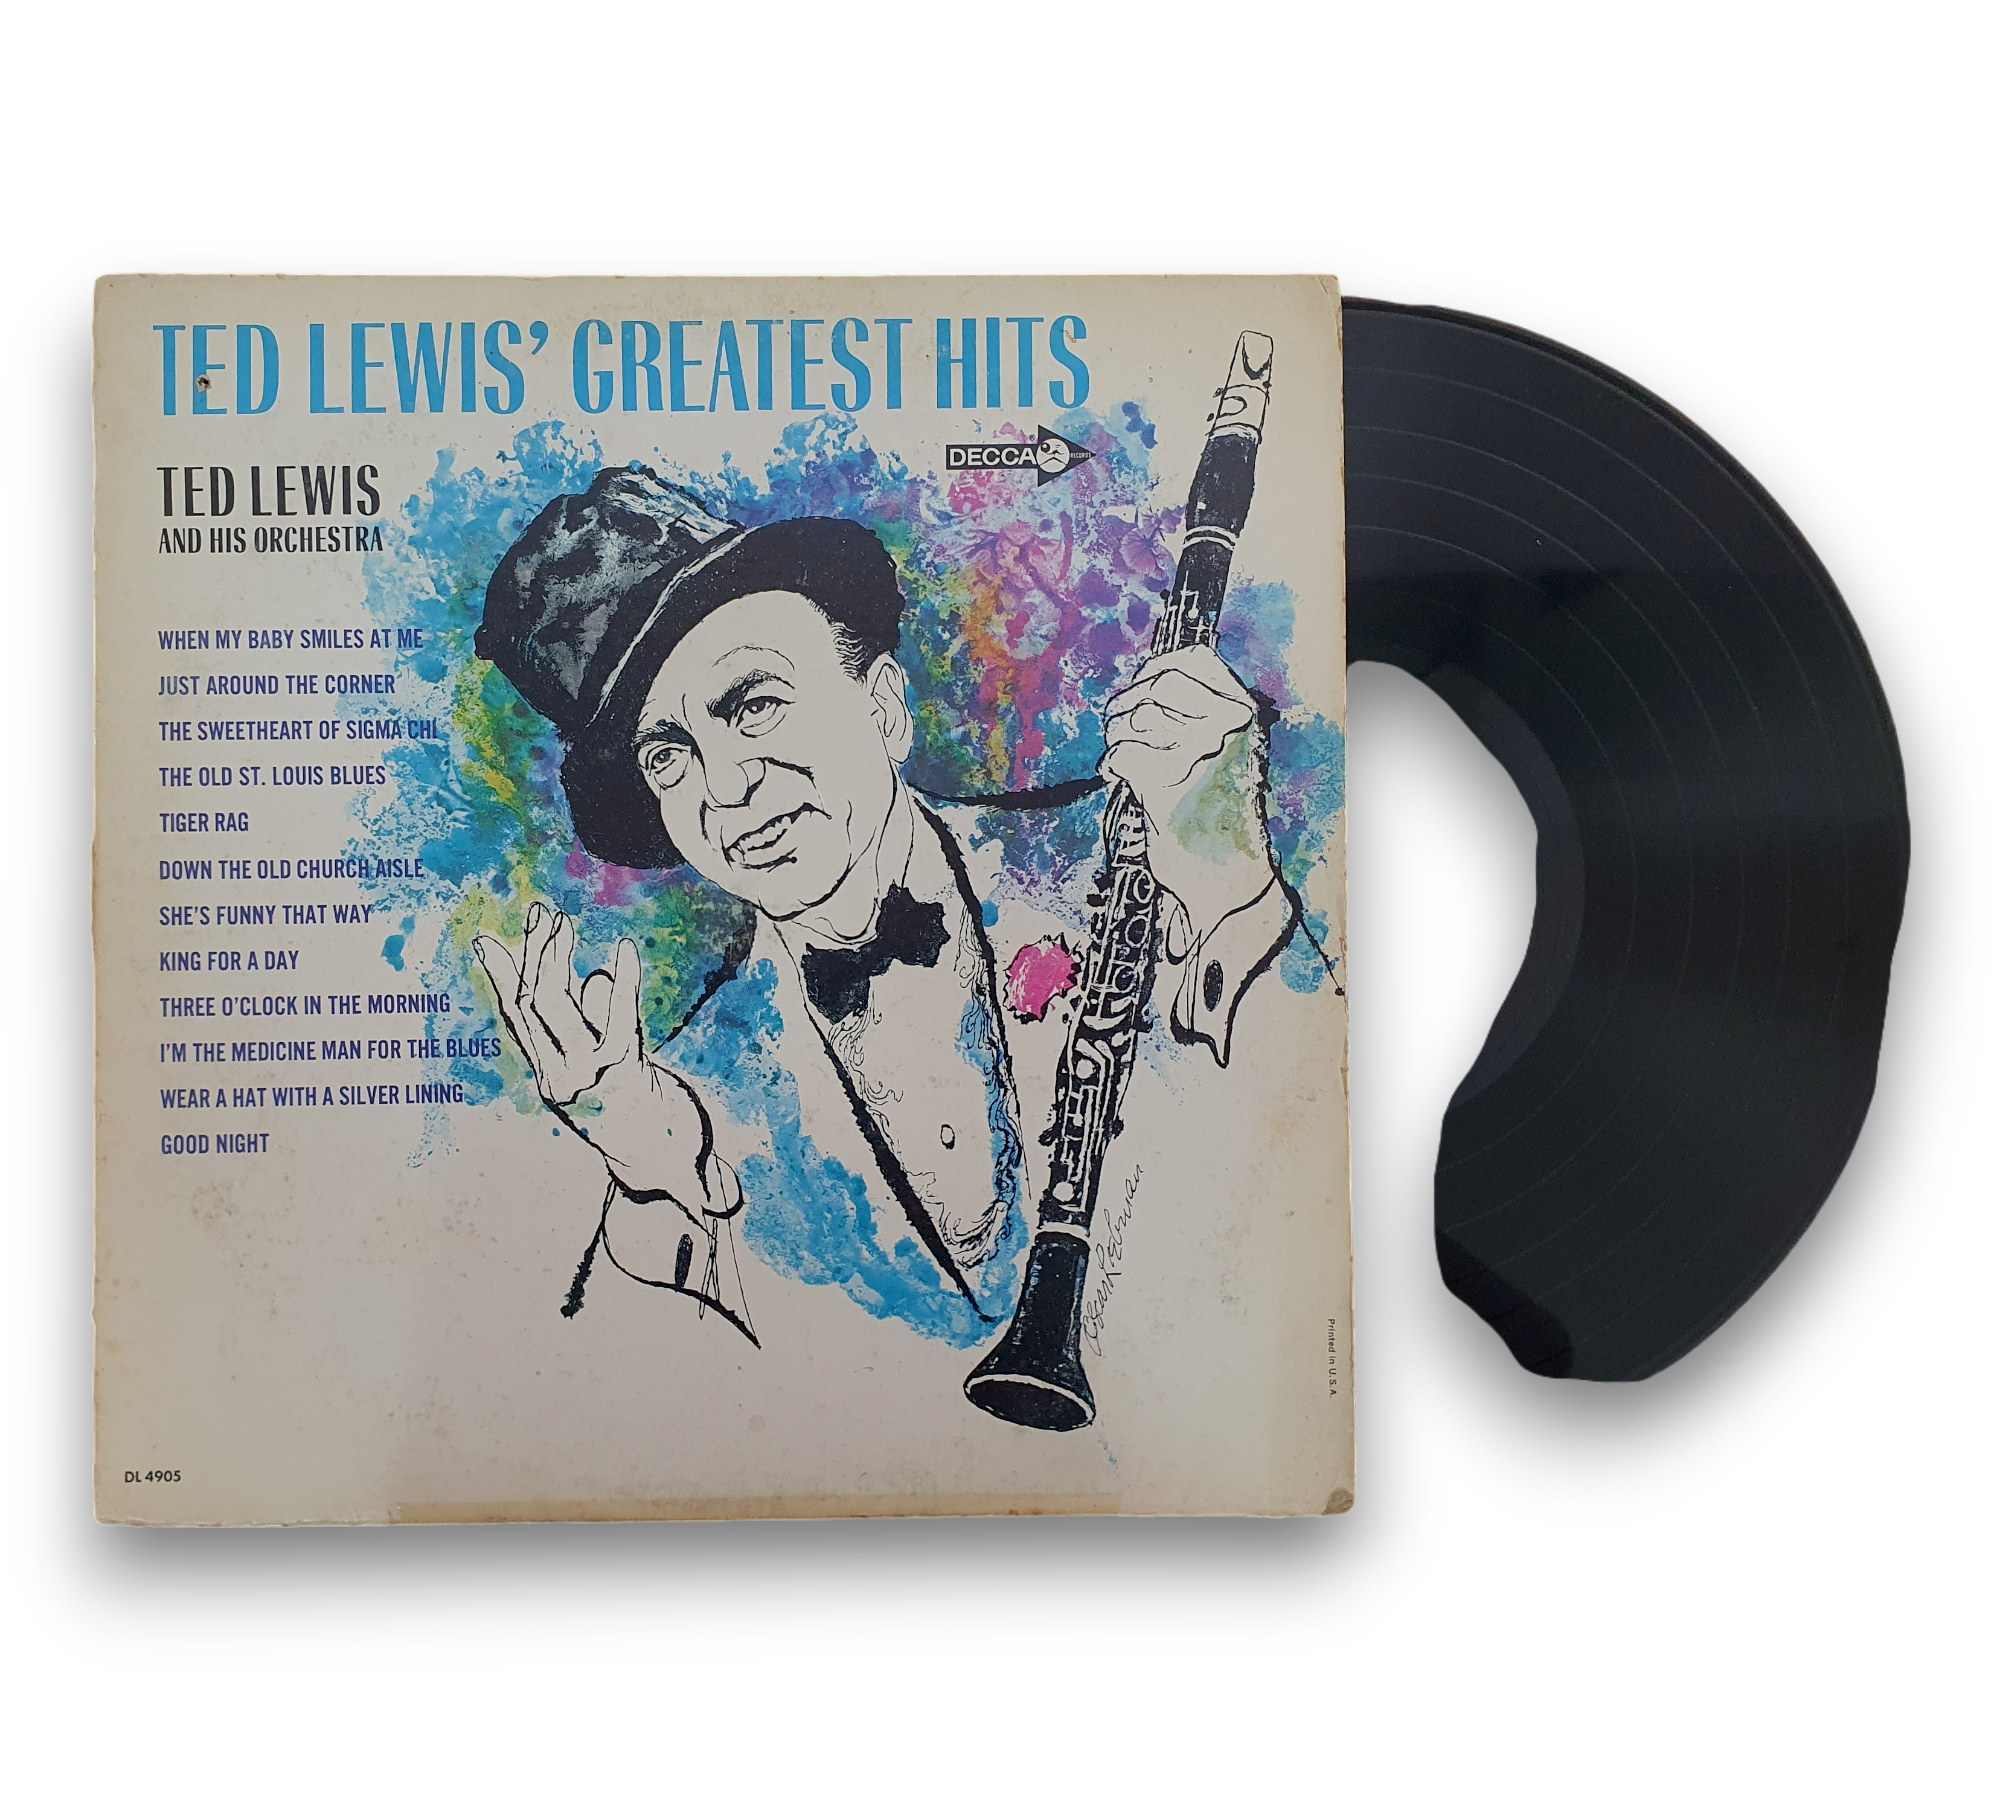 TED LEWIS' GREATEST HITS
DECCA
RECORDS
®
TED LEWIS
AND HIS ORCHESTRA
WHEN MY BABY SMILES AT ME
JUST AROUND THE CORNER
THE SWEETHEART OF SIGMA CHI
THE OLD ST. LOUIS BLUES
TIGER RAG
DOWN THE OLD CHURCH AISLE
SHE'S FUNNY THAT WAY
KING FOR A DAY
THREE O'CLOCK IN THE MORNING
I'M THE MEDICINE MAN FOR THE BLUES
WEAR A HAT WITH A SILVER LINING
GOOD NIGHT
Oscar Liebman
Printed in U.S.A.
DL 4905